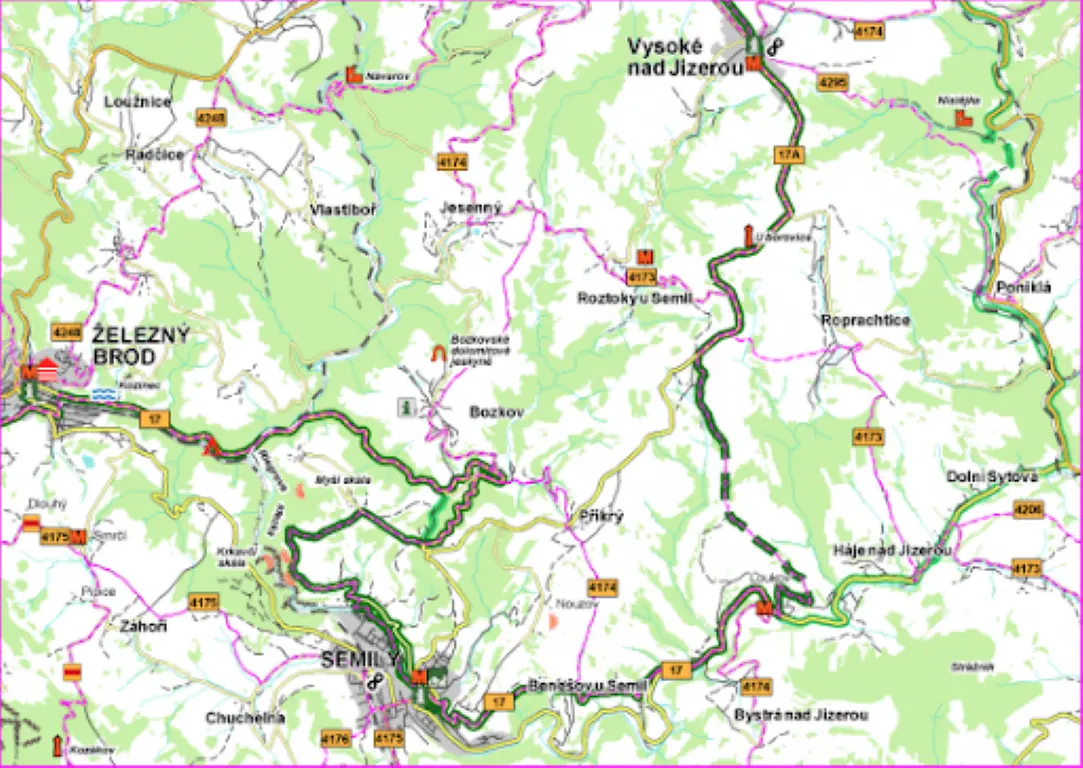 4174
Vysoké
nad Jizerou
4295
Návarov
Loužnice
4248
Nístějka
Radčice
4174
17A
Vlastiboř
Jesenný
U borovice
4173
Roztoky u Semil
Poniklá
Roprachtice
4248
ŽELEZNÝ
BROD
Bozkovské
dolomitové
jeskyně
17
Bozkov
4173
Myší skála
Dolní Sytová
Dlouhý
4206
Příkrý
4175
Smrčí
Krkavčí
skála
Háje nad Jizerou
4173
4174
4175
Nouzov
Záhoří
SEMILY
17
4174
Benešov u Semil
17
Chuchelna
Bystrá nad Jizerou
4176
4175
Kozákov